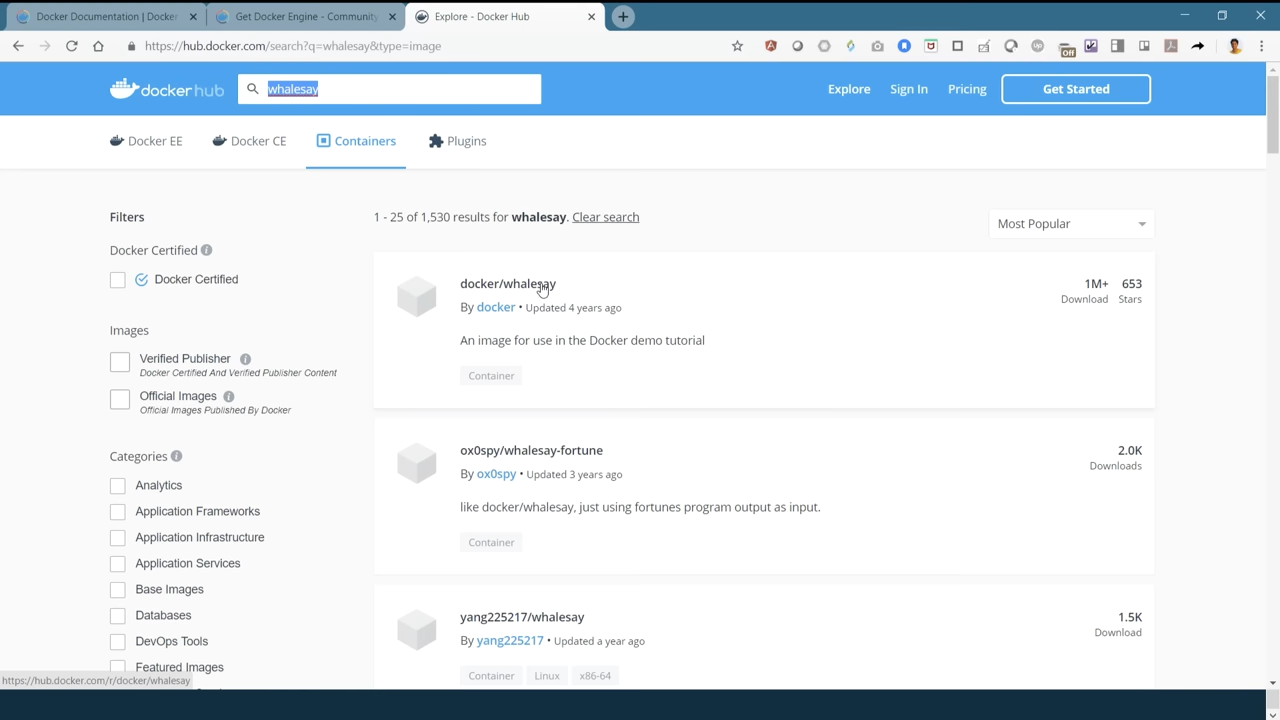 Docker Documentation | Docker
Get Docker Engine - Community
Explore - Docker Hub
https://hub.docker.com/search?q=whalesay&type=image
Off
dockerhub
whalesay
Explore
Sign In
Pricing
Get Started
Docker EE
Docker CE
Containers
Plugins
Filters
1 - 25 of 1,530 results for whalesay. Clear search
Most Popular
Docker Certified
Docker Certified
Images
Verified Publisher
Docker Certified And Verified Publisher Content
Official Images
Official Images Published By Docker
Categories
Analytics
Application Frameworks
Application Infrastructure
Application Services
Base Images
Databases
DevOps Tools
Featured Images
docker/whalesay
By docker • Updated 4 years ago
An image for use in the Docker demo tutorial
Container
1M+ 653
Download Stars
ox0spy/whalesay-fortune
By ox0spy • Updated 3 years ago
like docker/whalesay, just using fortunes program output as input.
Container
2.0K
Downloads
yang225217/whalesay
By yang225217 • Updated a year ago
Container Linux x86-64
1.5K
Download
https://hub.docker.com/r/docker/whalesay